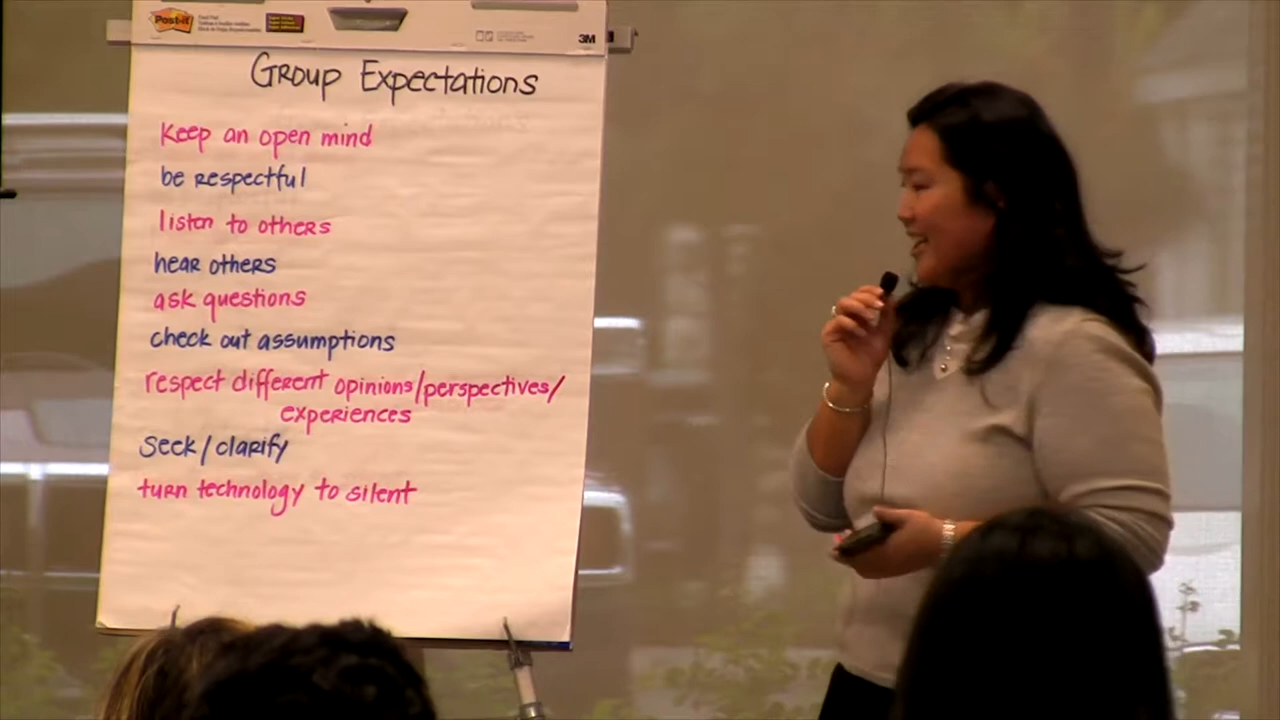 Post-it
3M
Group Expectations
Keep an open mind
be respectful
listen to others
hear others
ask questions
check out assumptions
respect different opinions/perspectives/
experiences
Seek/clarify
turn technology to silent